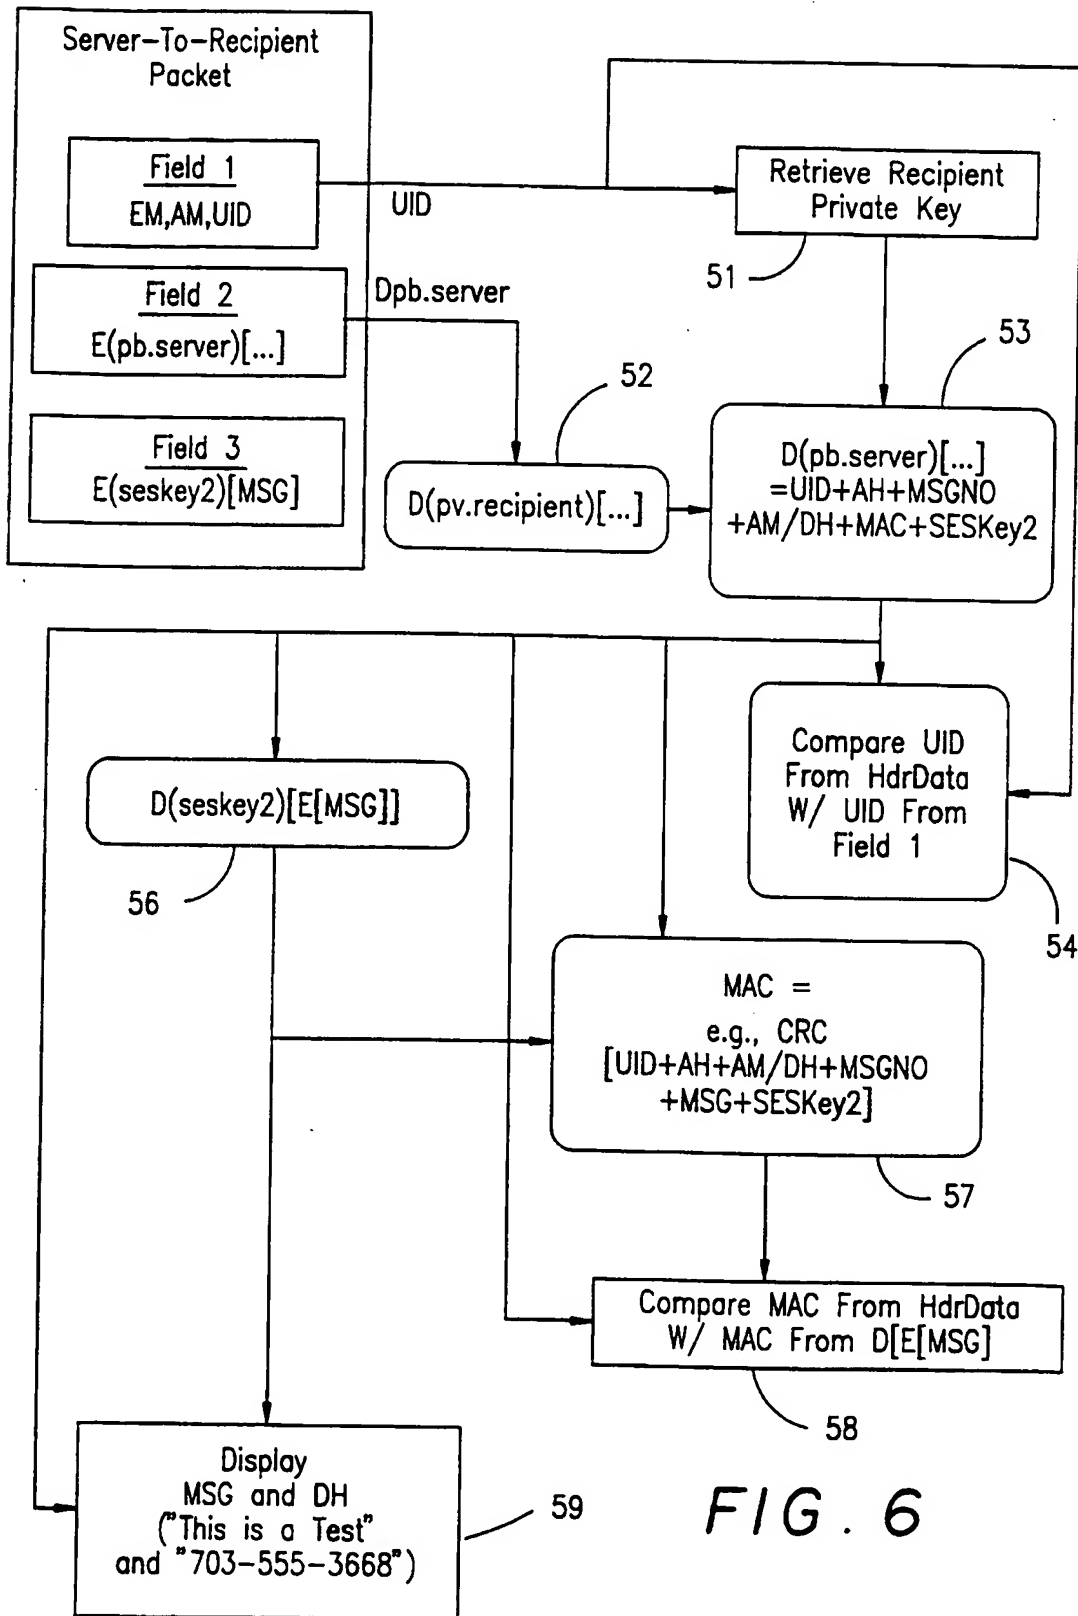 Server-To-Recipient
Packet
Field 1
EM,AM,UID
UID
Retrieve Recipient
Private Key
51
Field 2
E(pb.server)[...]
Dpb.server
52
53
Field 3
E(seskey2)[MSG]
D(pv.recipient)[...]
D(pb.server)[...]
=UID+AH+MSGNO
+AM/DH+MAC+SESKey2
D(seskey2)[E[MSG]]
56
Compare UID
From HdrData
W/ UID From
Field 1
54
MAC =
e.g., CRC
[UID+AH+AM/DH+MSGNO
+MSG+SESKey2]
57
Compare MAC From HdrData
W/ MAC From D[E[MSG]
58
Display
MSG and DH
("This is a Test"
and "703-555-3668")
59
FIG. 6